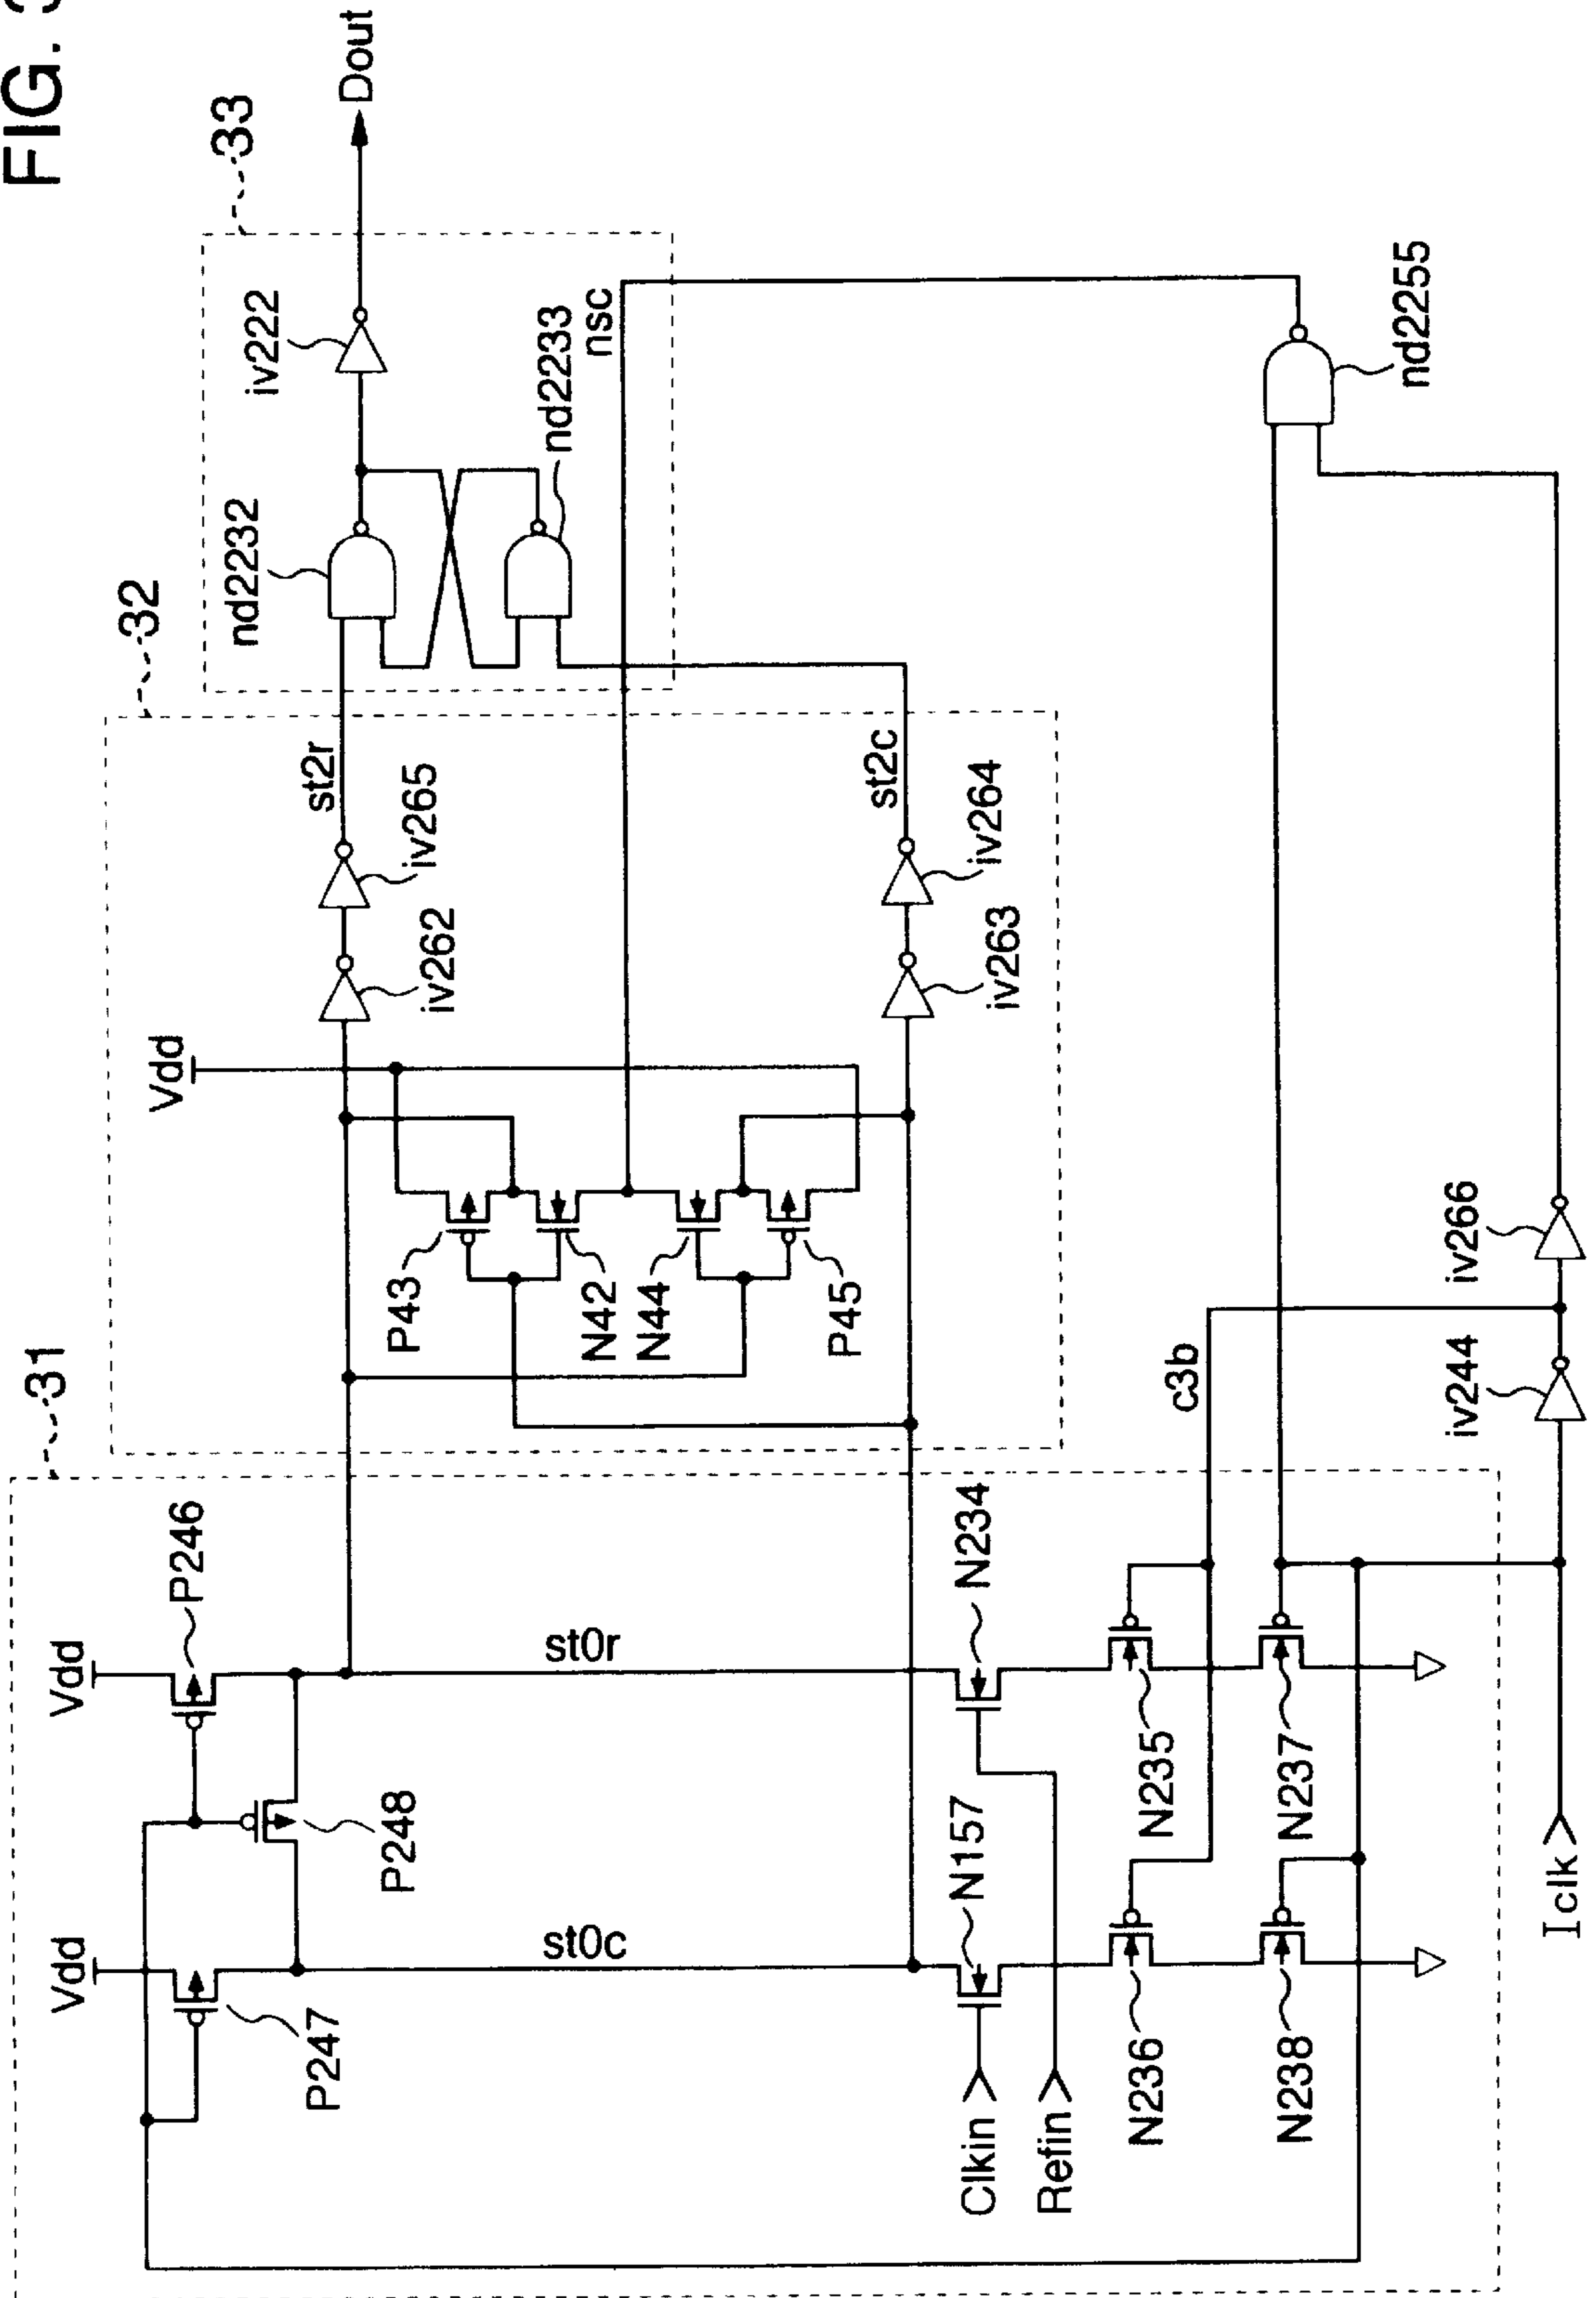 FIG. 3
31
32
33
Vdd
Vdd
Vdd
P246
P247
P248
st0r
st0c
P43
N42
N44
P45
iv262
iv265
st2r
iv263
iv264
st2c
nd2232
nd2233
iv222
nsc
Dout
N157
N234
N235
N236
N237
N238
Clkin
Refin
c3b
iv244
iv266
nd2255
Iclk